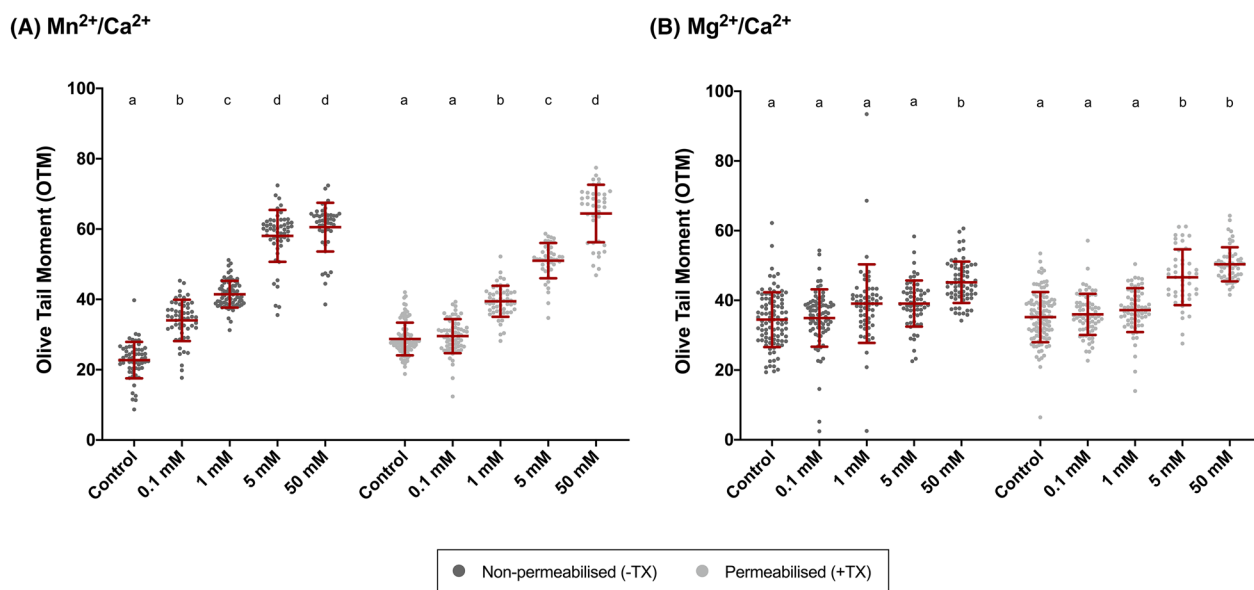 (A) Mn²⁺/Ca²⁺
Olive Tail Moment (OTM)
100
80
60
40
20
0
a b c d d a a b c d
Control 0.1 mM 1 mM 5 mM 50 mM Control 0.1 mM 1 mM 5 mM 50 mM
(B) Mg²⁺/Ca²⁺
Olive Tail Moment (OTM)
100
80
60
40
20
0
a a a a b a a a b b
Control 0.1 mM 1 mM 5 mM 50 mM Control 0.1 mM 1 mM 5 mM 50 mM
Non-permeabilised (-TX) Permeabilised (+TX)